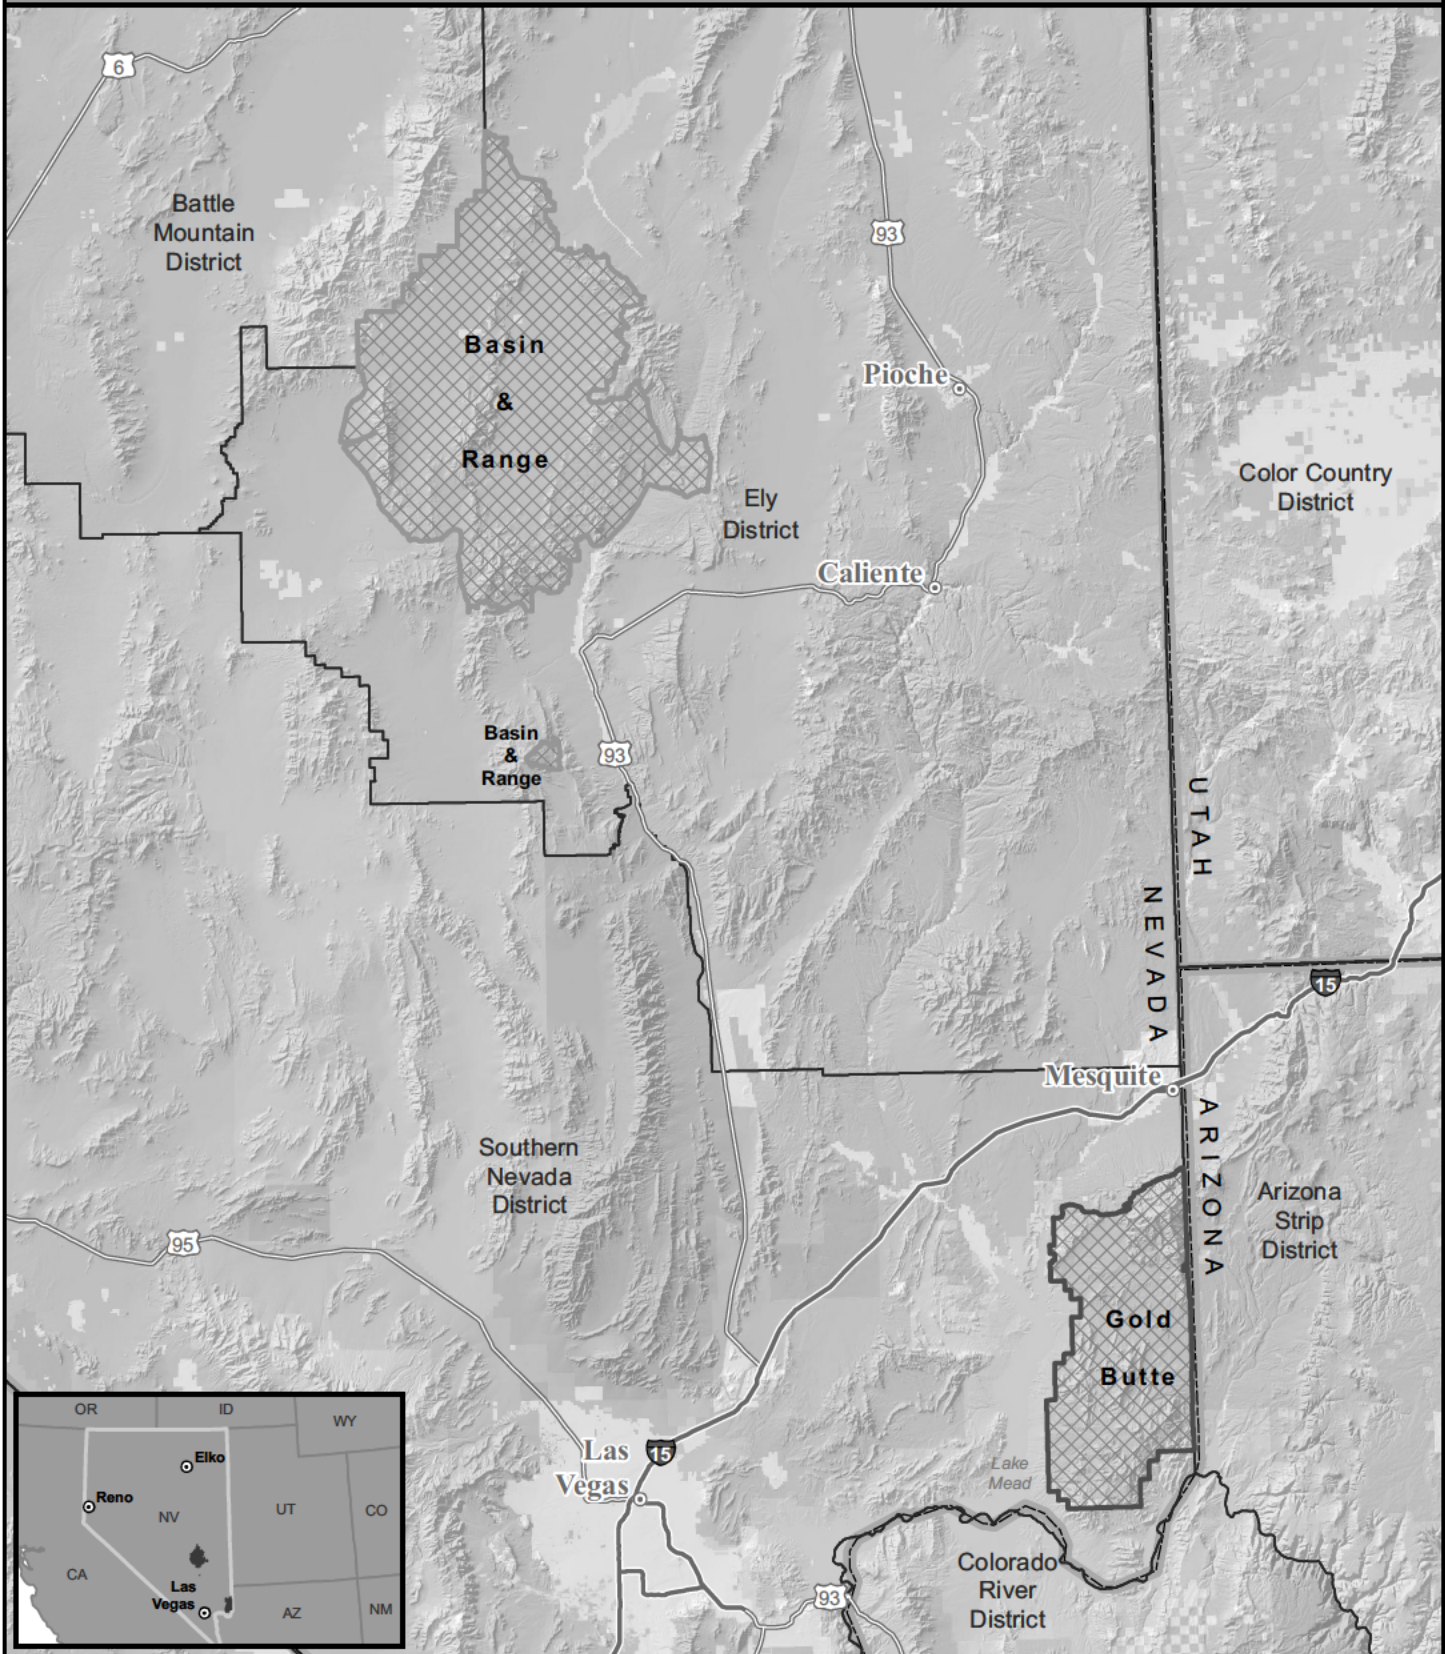 6
Battle
Mountain
District
93
Basin
&
Range
Pioche
Ely
District
Color Country
District
Caliente
Basin
&
Range
93
UTAH
NEVADA
15
Mesquite
ARIZONA
Southern
Nevada
District
Arizona
Strip
District
95
Gold
Butte
Las
Vegas
15
Lake
Mead
Colorado
River
District
93
OR
ID
WY
Elko
Reno
NV
UT
CO
CA
Las
Vegas
AZ
NM